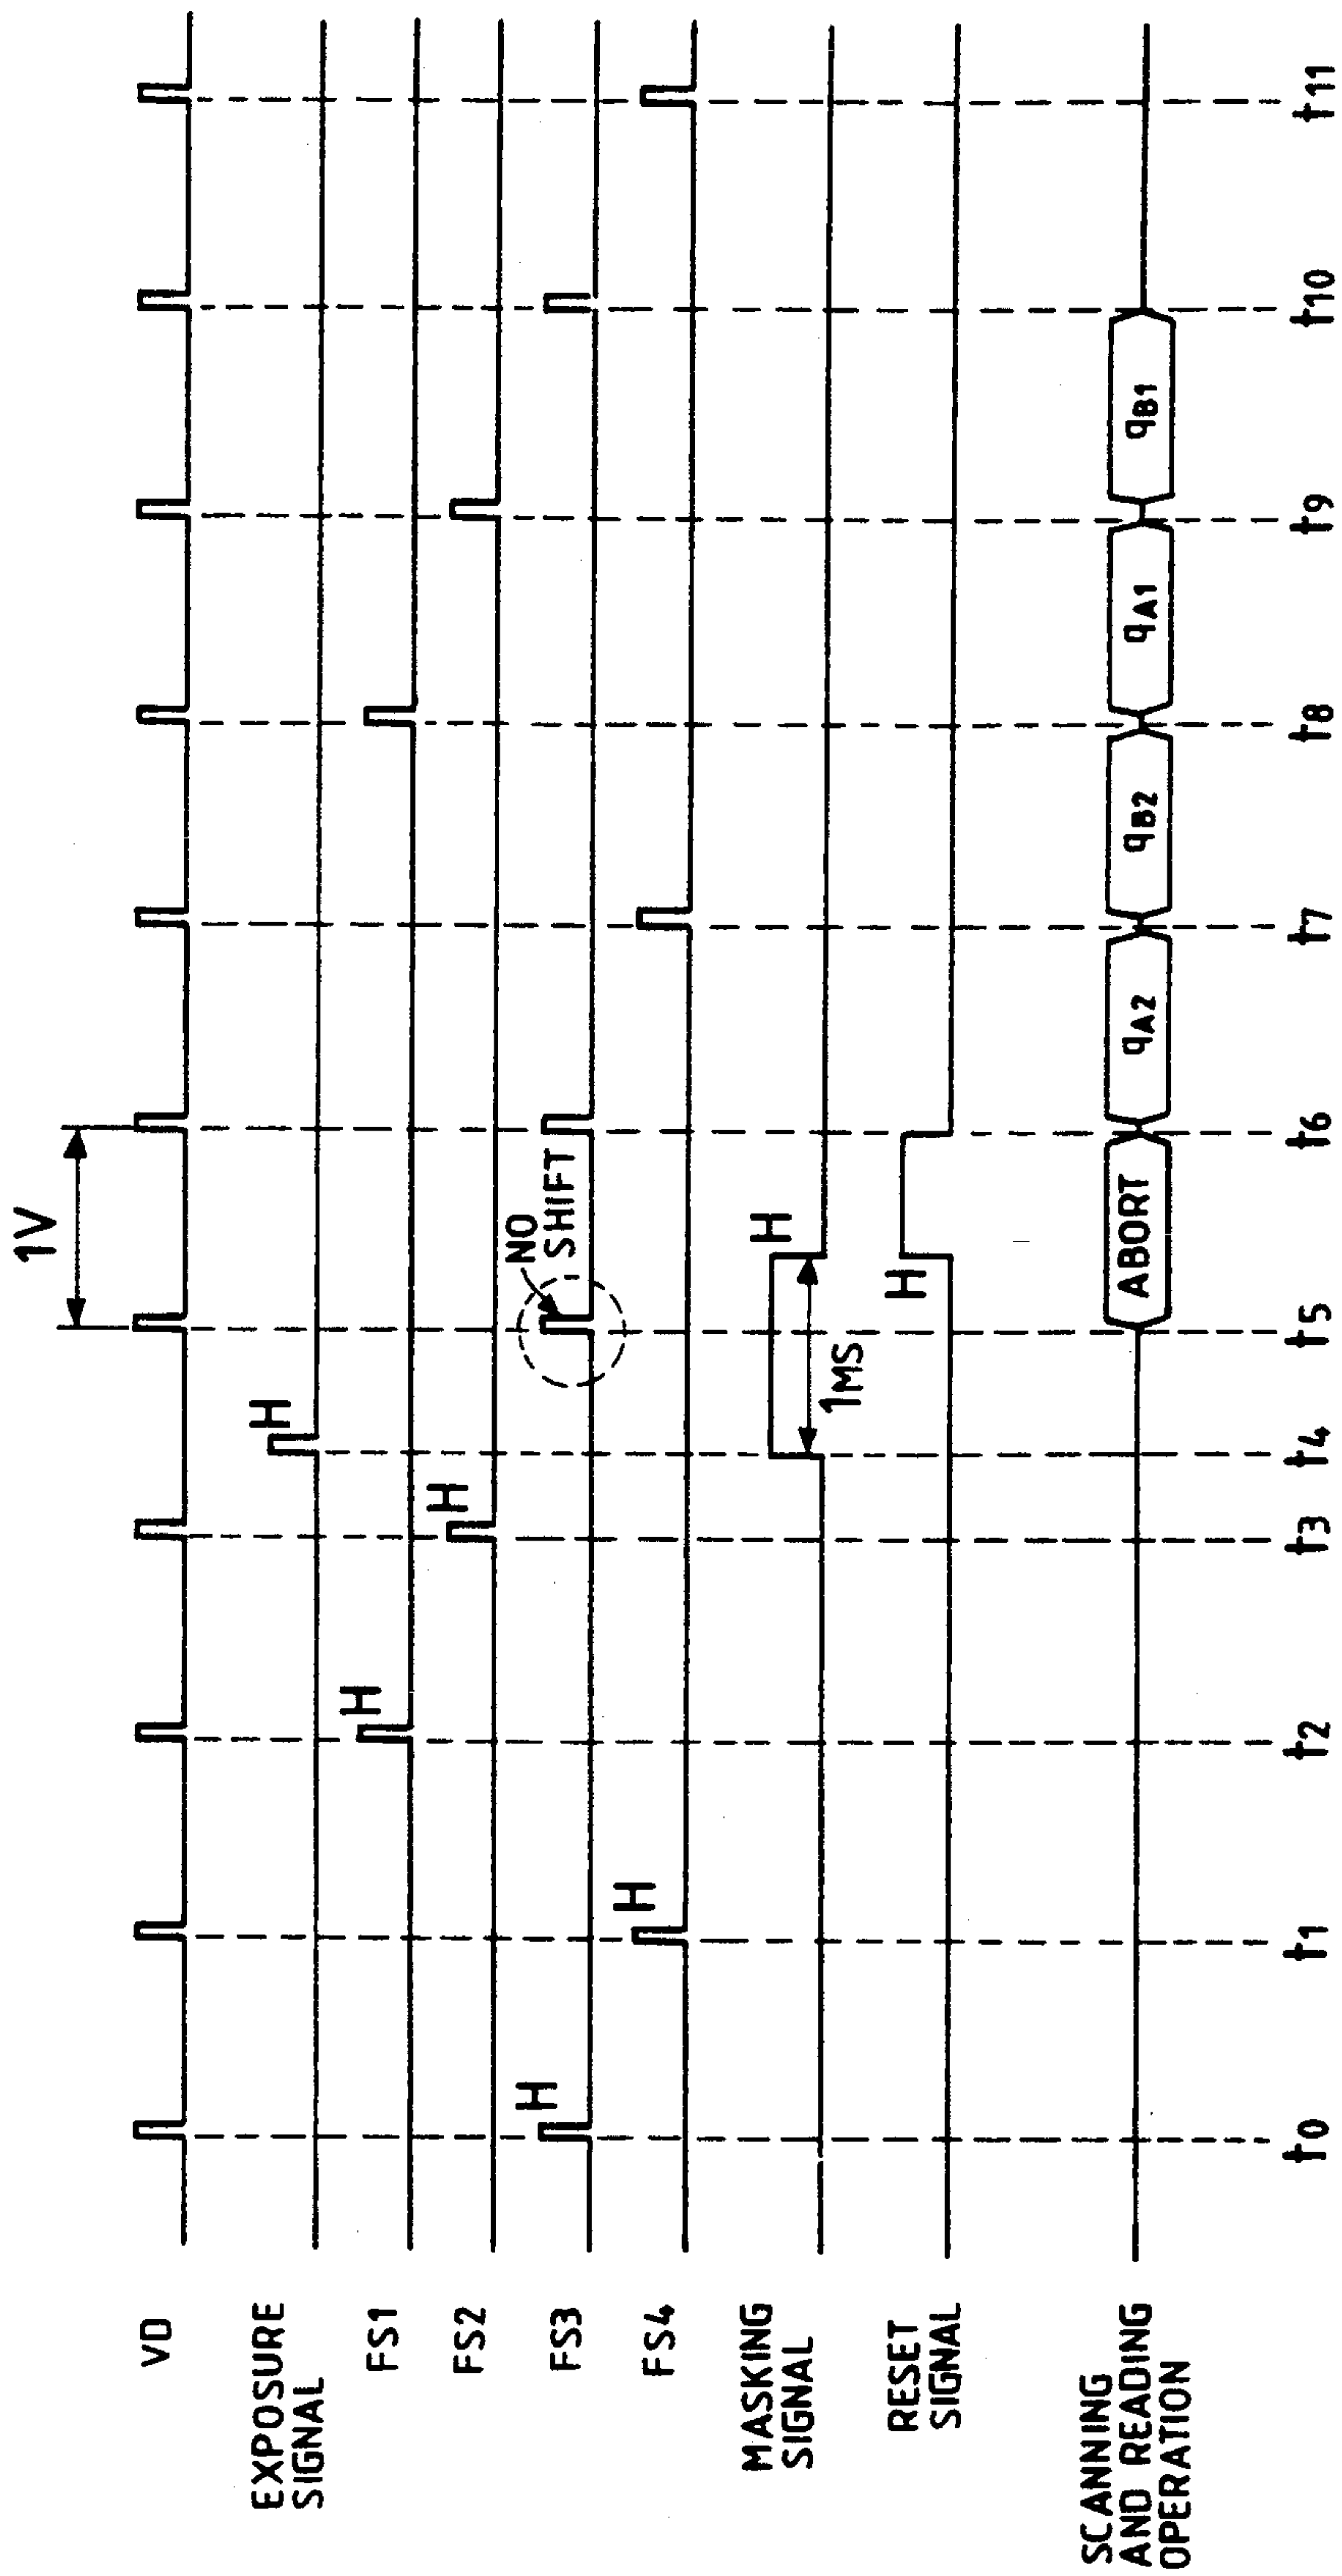 1V
VD
EXPOSURE
SIGNAL
H
FS1
H
FS2
H
FS3
H
NO
SHIFT
FS4
H
MASKING
SIGNAL
1MS
H
RESET
SIGNAL
H
SCANNING
AND READING
OPERATION
ABORT
qA2
qB2
qA1
qB1
t0
t1
t2
t3
t4
t5
t6
t7
t8
t9
t10
t11